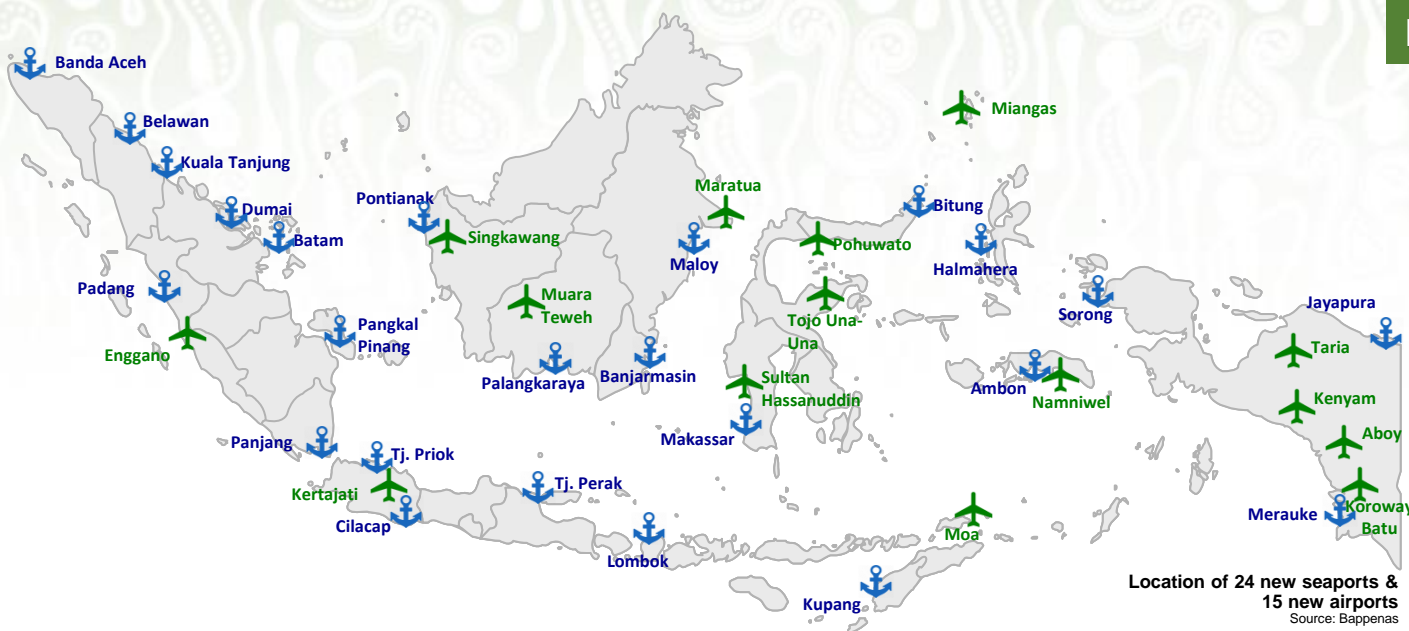 Banda Aceh
Belawan
Kuala Tanjung
Dumai
Batam
Padang
Enggano
Pangkal
Pinang
Panjang
Tj. Priok
Kertajati
Cilacap
Tj. Perak
Lombok
Kupang
Pontianak
Singkawang
Muara
Teweh
Palangkaraya
Banjarmasin
Maloy
Maratua
Pohuwato
Tojo Una-
Una
Sultan
Hassanuddin
Makassar
Bitung
Miangas
Halmahera
Sorong
Ambon
Namniwel
Moa
Jayapura
Taria
Kenyam
Aboy
Koroway
Batu
Merauke
Location of 24 new seaports &
15 new airports
Source: Bappenas